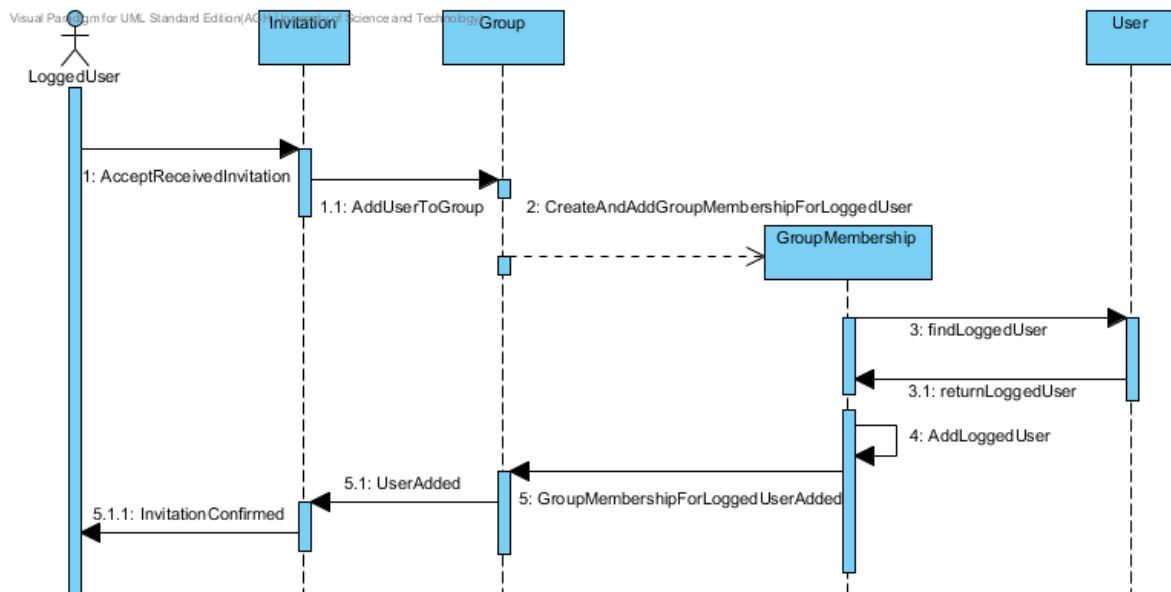 Visual Paradigm for UML Standard Edition(AGH University of Science and Technology)
Invitation
Group
User
LoggedUser
1: AcceptReceivedInvitation
1.1: AddUserToGroup
2: CreateAndAddGroupMembershipForLoggedUser
GroupMembership
3: findLoggedUser
3.1: returnLoggedUser
4: AddLoggedUser
5.1: UserAdded
5: GroupMembershipForLoggedUserAdded
5.1.1: InvitationConfirmed